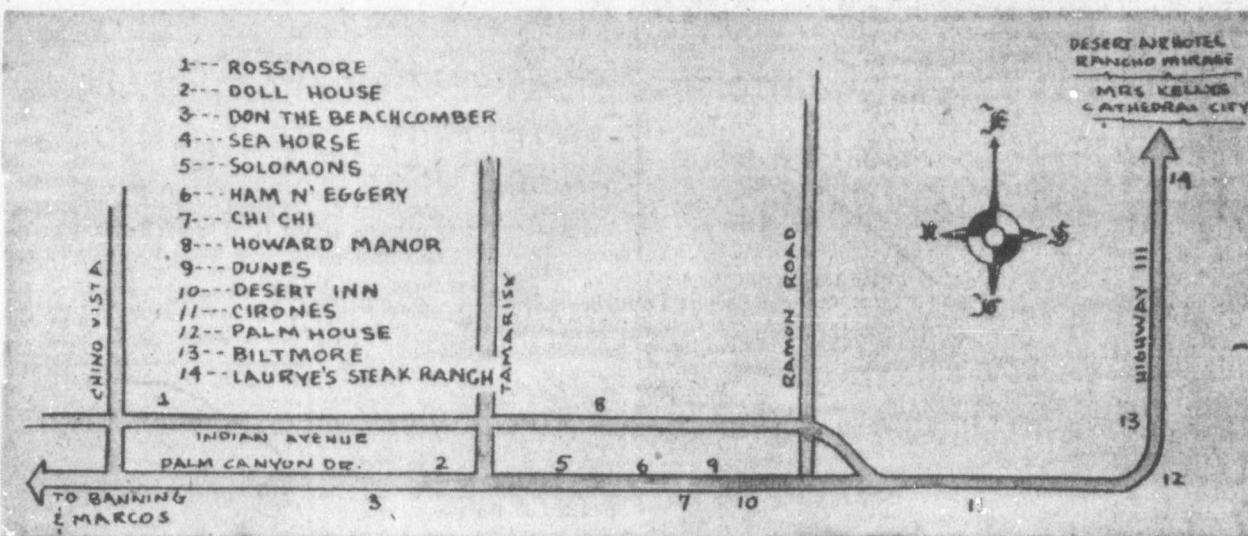 1--- ROSSMORE
2--- DOLL HOUSE
3--- DON THE BEACHCOMBER
4--- SEA HORSE
5--- SOLOMONS
6--- HAM N' EGGERY
7--- CHI CHI
8--- HOWARD MANOR
9--- DUNES
10--- DESERT INN
11--- CIRONES
12--- PALM HOUSE
13--- BILTMORE
14--- LAURYE'S STEAK RANCH
DESERT AIR HOTEL
RANCHO MIRAGE
MRS KELLYS
CATHEDRAL CITY
14
CHINO VISTA
TAMARISK
RAMON ROAD
HIGHWAY 111
1
8
13
INDIAN AVENUE
PALM CANYON DR.
2
5
6
9
12
TO BANNING
& MARCOS
3
7
10
11